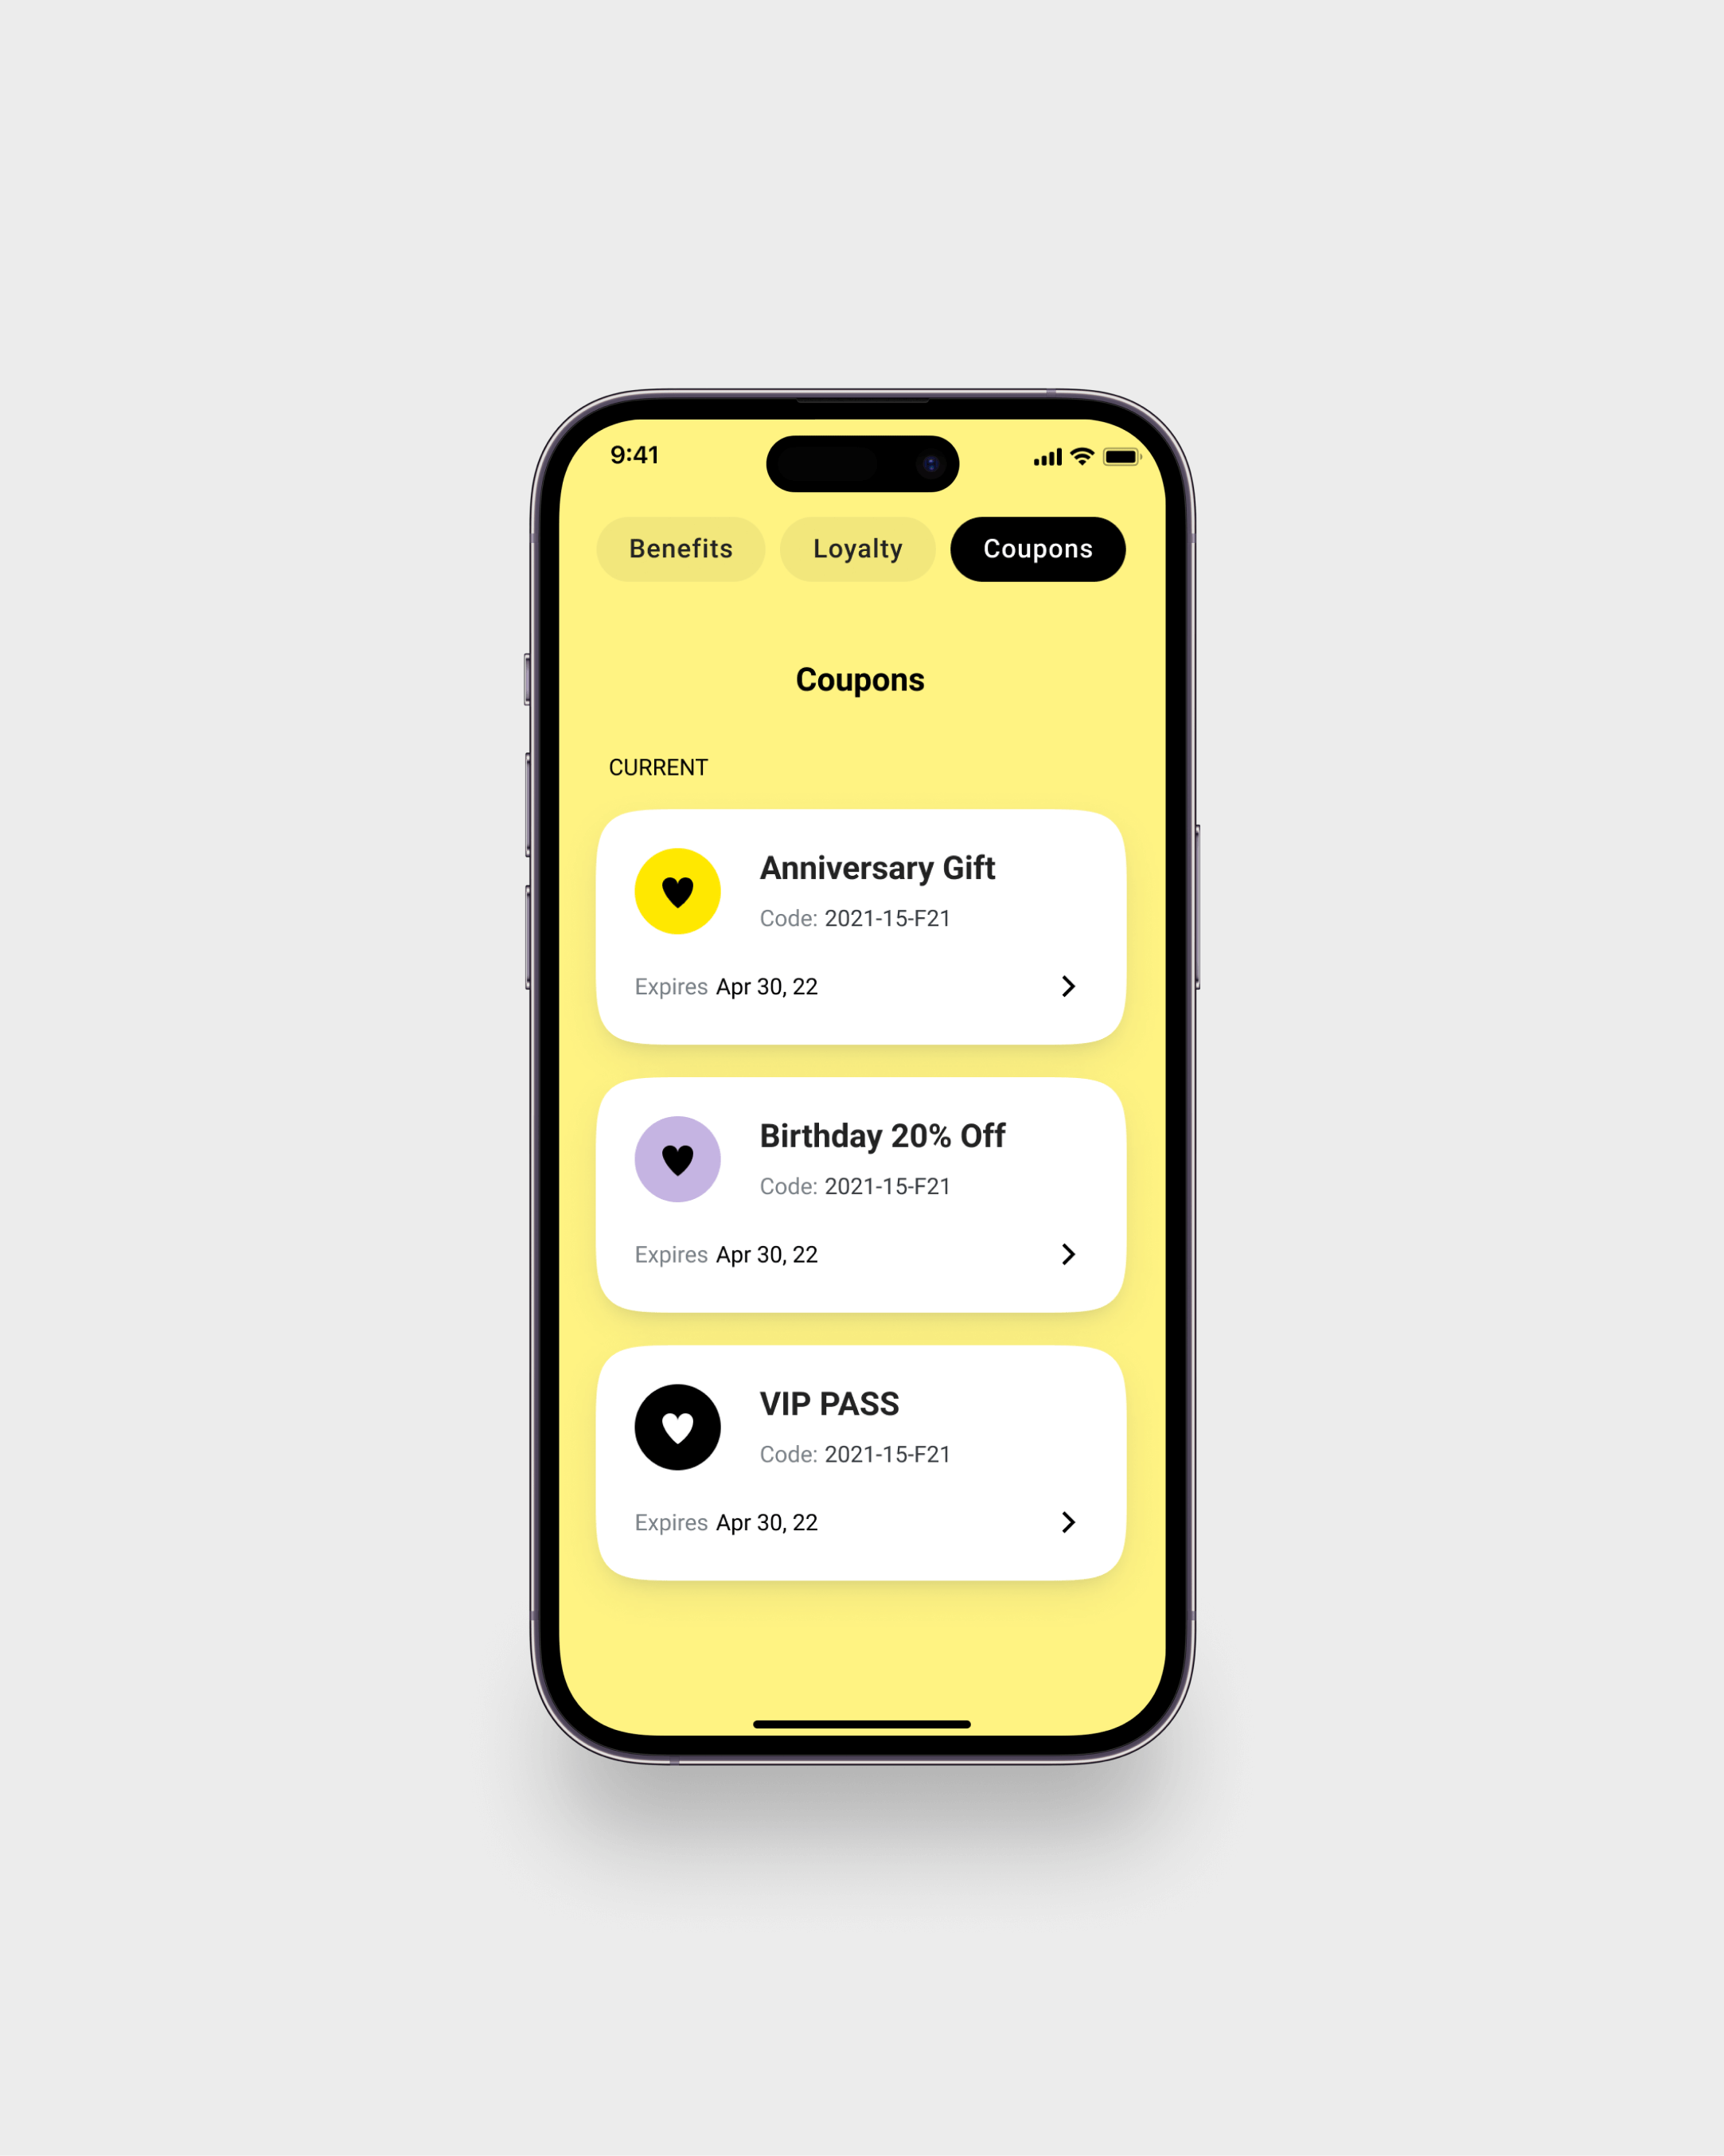 9:41
Benefits Loyalty Coupons
Coupons
CURRENT
Anniversary Gift
Code: 2021-15-F21
Expires Apr 30, 22
Birthday 20% Off
Code: 2021-15-F21
Expires Apr 30, 22
VIP PASS
Code: 2021-15-F21
Expires Apr 30, 22